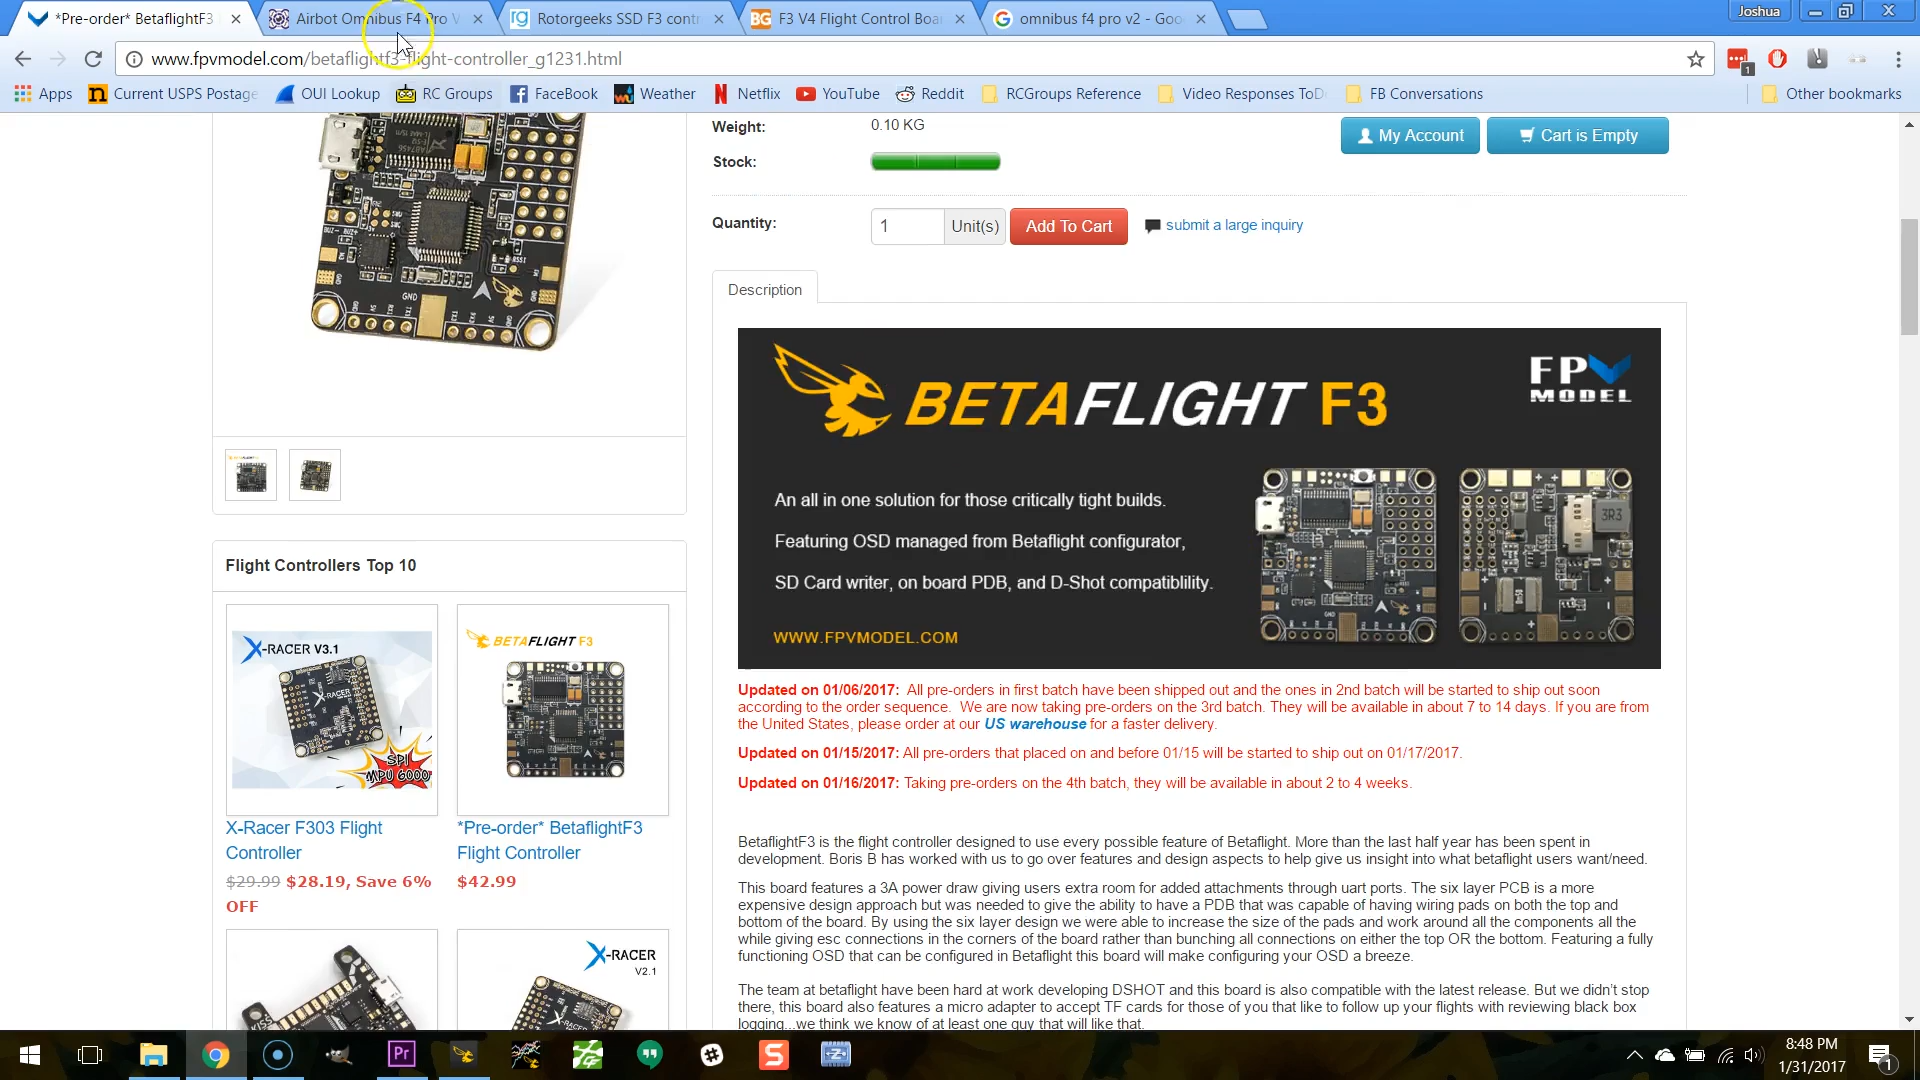 *Pre-order* BetaflightF3
Airbot Omnibus F4 Pro V
Rotorgeeks SSD F3 contr
F3 V4 Flight Control Boar
omnibus f4 pro v2 - Goo
Joshua
www.fpvmodel.com/betaflightf3-flight-controller_g1231.html
1
Apps
Current USPS Postage
OUI Lookup
RC Groups
FaceBook
Weather
Netflix
YouTube
Reddit
RCGroups Reference
Video Responses ToD
FB Conversations
Other bookmarks
Weight:
0.10 KG
My Account
Cart is Empty
Stock:
Quantity:
1
Unit(s)
Add To Cart
submit a large inquiry
Description
GND
BETAFLIGHT F3
FPV
MODEL
An all in one solution for those critically tight builds.
Featuring OSD managed from Betaflight configurator,
SD Card writer, on board PDB, and D-Shot compatiblility.
3R3
WWW.FPVMODEL.COM
Flight Controllers Top 10
X-RACER V3.1
SPI
MPU 6000
BETAFLIGHT F3
X-Racer F303 Flight
Controller
$29.99 $28.19, Save 6%
OFF
*Pre-order* BetaflightF3
Flight Controller
$42.99
X-RACER
V2.1
Updated on 01/06/2017: All pre-orders in first batch have been shipped out and the ones in 2nd batch will be started to ship out soon
according to the order sequence. We are now taking pre-orders on the 3rd batch. They will be available in about 7 to 14 days. If you are from
the United States, please order at our US warehouse for a faster delivery.
Updated on 01/15/2017: All pre-orders that placed on and before 01/15 will be started to ship out on 01/17/2017.
Updated on 01/16/2017: Taking pre-orders on the 4th batch, they will be available in about 2 to 4 weeks.
BetaflightF3 is the flight controller designed to use every possible feature of Betaflight. More than the last half year has been spent in
development. Boris B has worked with us to go over features and design aspects to help give us insight into what betaflight users want/need.
This board features a 3A power draw giving users extra room for added attachments through uart ports. The six layer PCB is a more
expensive design approach but was needed to give the ability to have a PDB that was capable of having wiring pads on both the top and
bottom of the board. By using the six layer design we were able to increase the size of the pads and work around all the components all the
while giving esc connections in the corners of the board rather than bunching all connections on either the top OR the bottom. Featuring a fully
functioning OSD that can be configured in Betaflight this board will make configuring your OSD a breeze.
The team at betaflight have been hard at work developing DSHOT and this board is also compatible with the latest release. But we didn't stop
there, this board also features a micro adapter to accept TF cards for those of you that like to follow up your flights with reviewing black box
logging...we think we know of at least one guy that will like that.
8:48 PM
1/31/2017
1